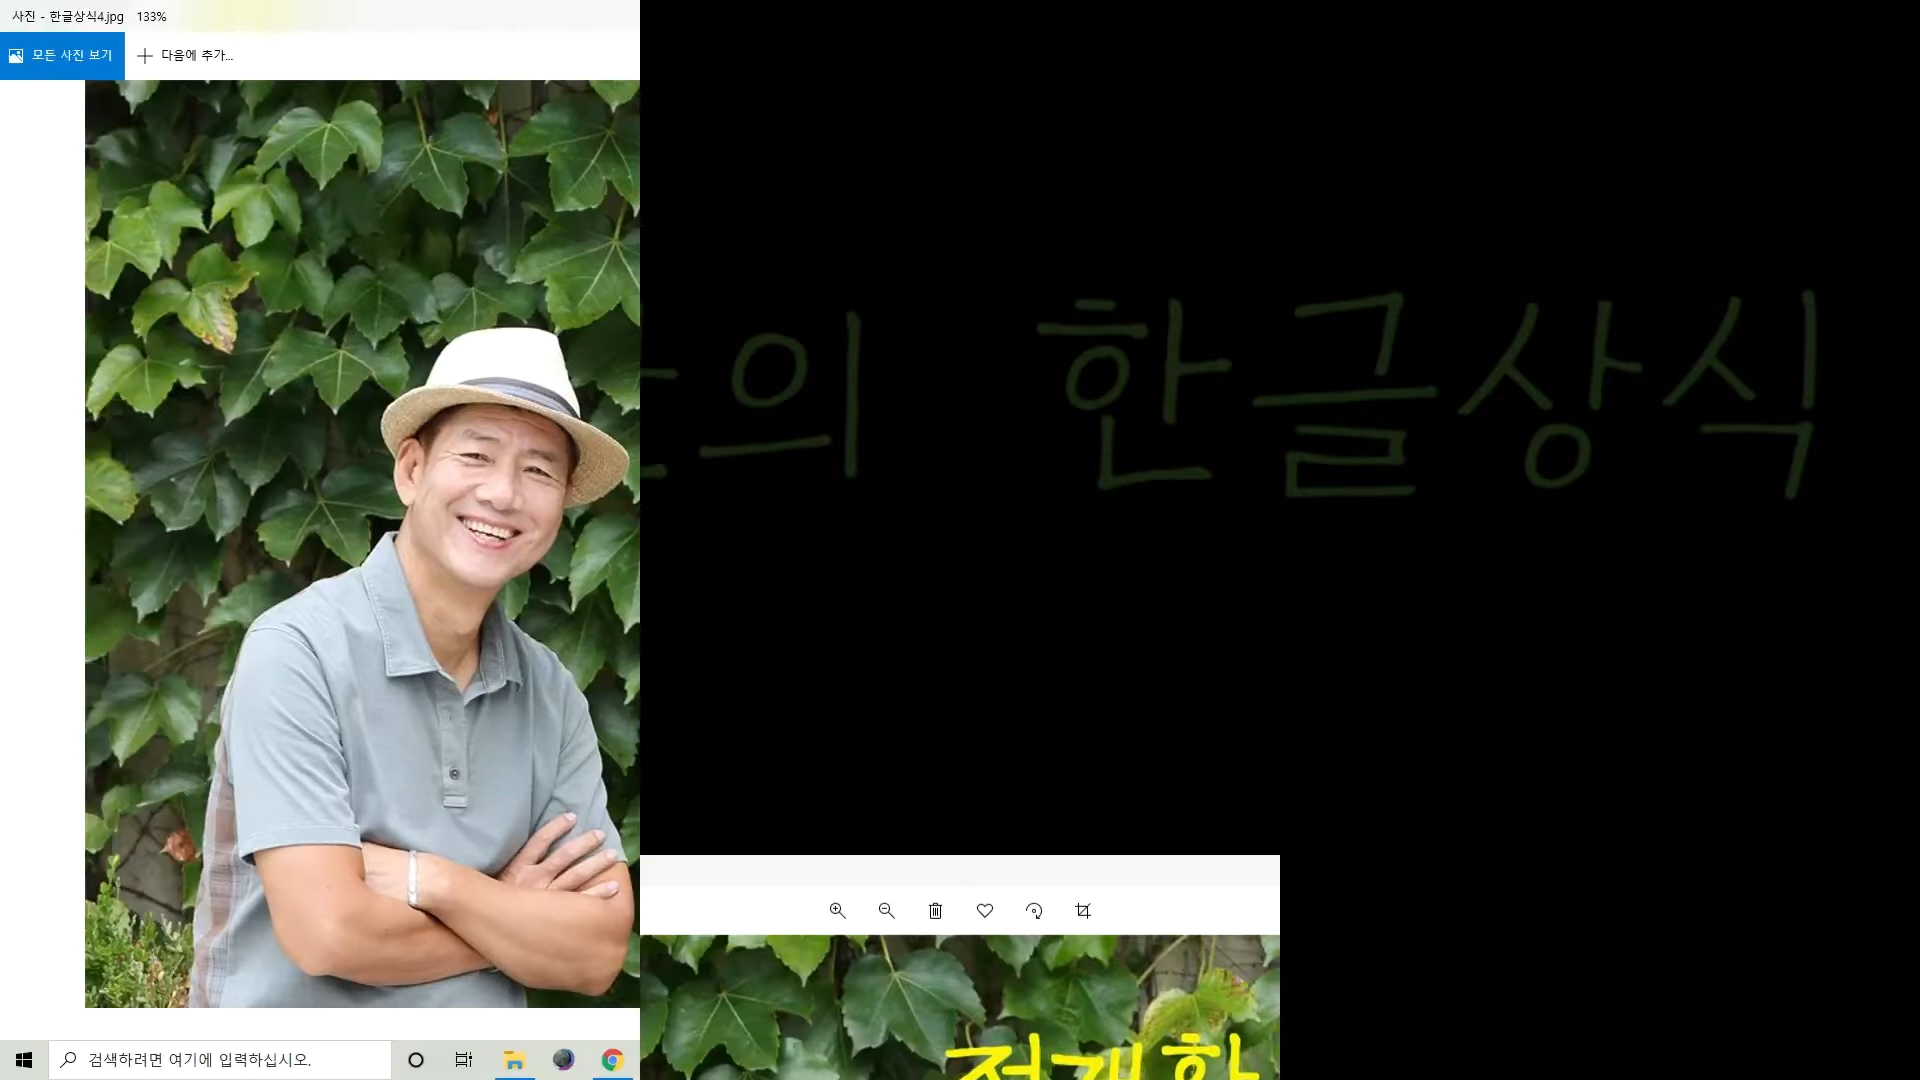 사진 - 한글상식4.jpg 133%
모든 사진 보기
다음에 추가...
의 한글상식
검색하려면 여기에 입력하십시오.